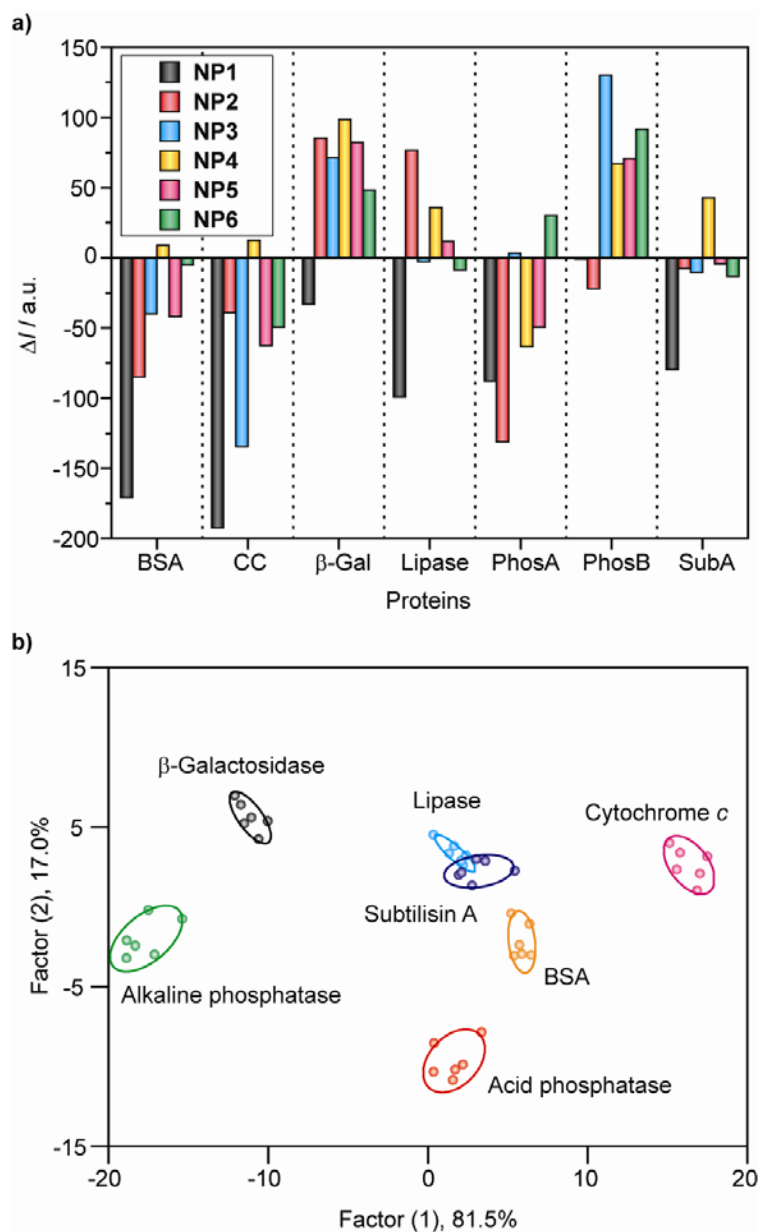 a)
150
100
50
0
-50
-100
-150
-200
ΔI / a.u.
NP1
NP2
NP3
NP4
NP5
NP6
BSA CC β-Gal Lipase PhosA PhosB SubA
Proteins
b)
15
5
-5
-15
Factor (2), 17.0%
β-Galactosidase
Lipase
Cytochrome c
Subtilisin A
BSA
Alkaline phosphatase
Acid phosphatase
-20 -10 0 10 20
Factor (1), 81.5%